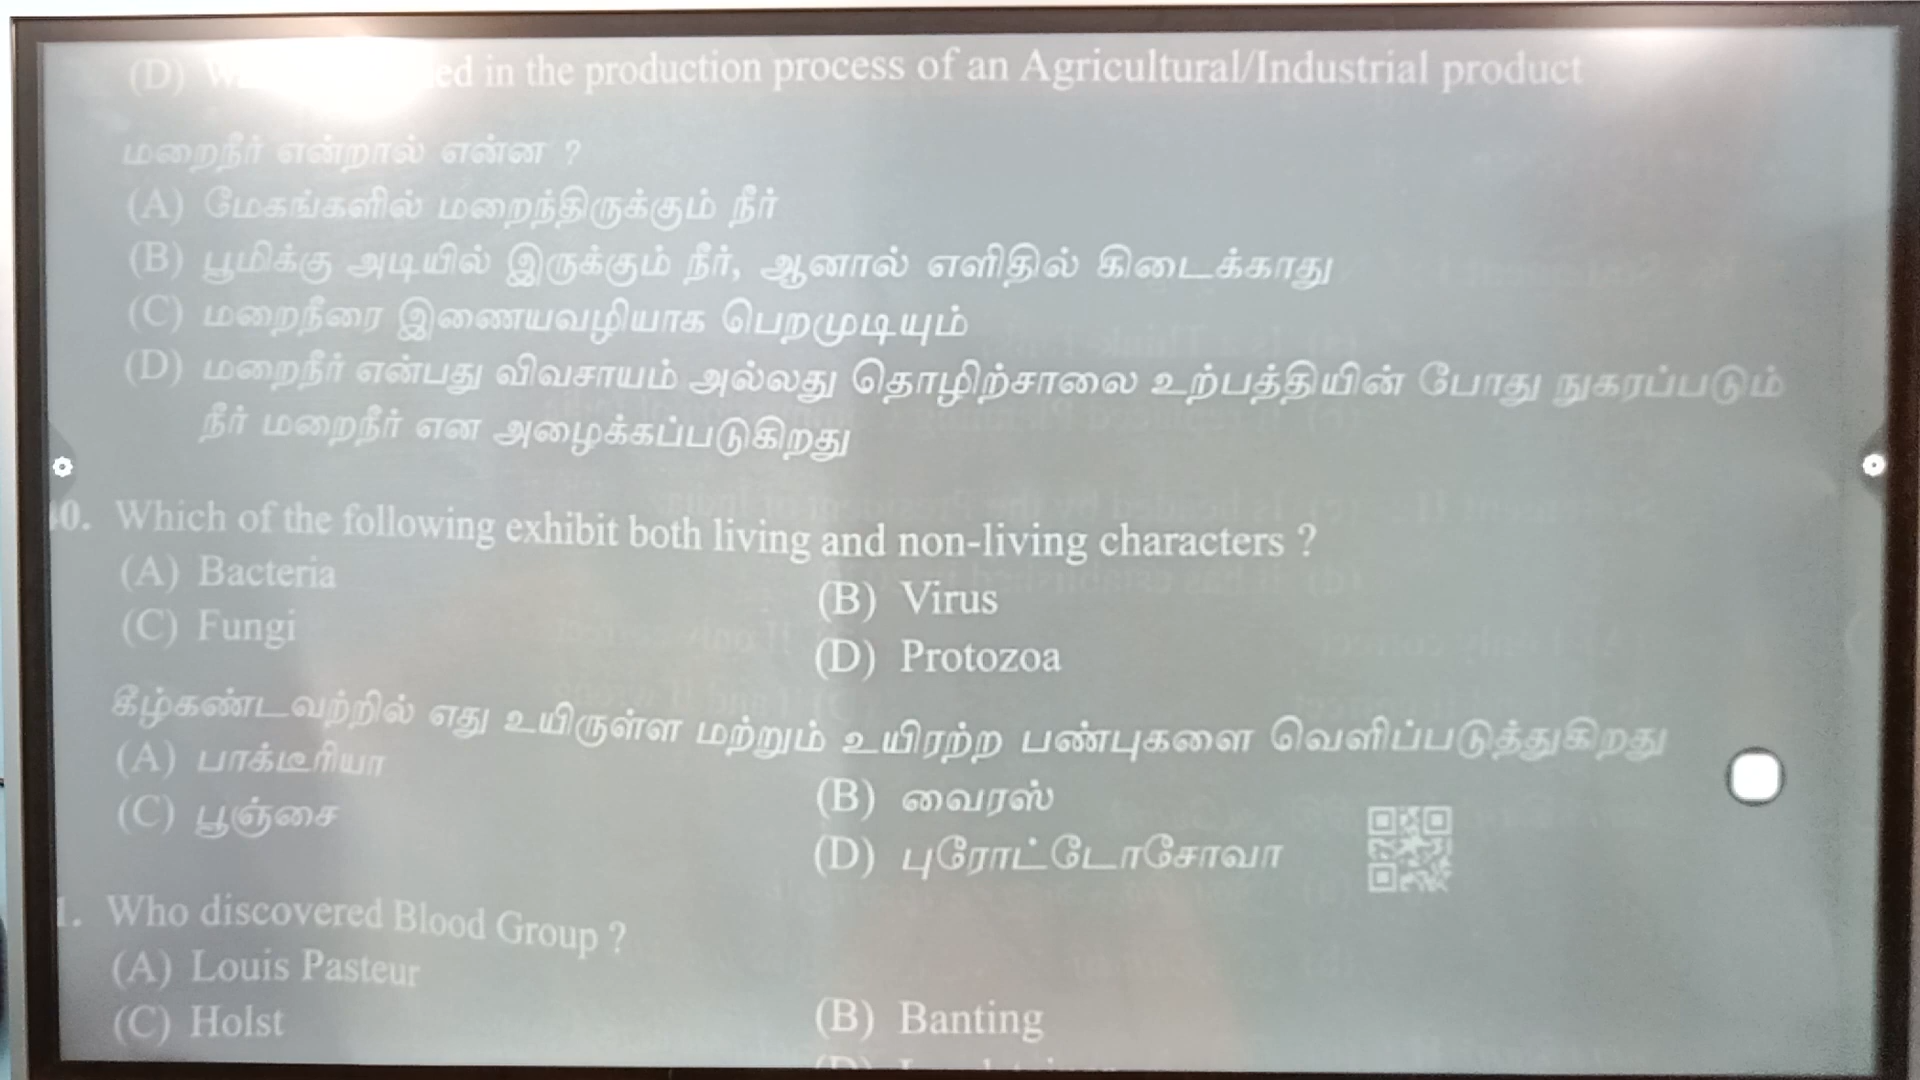 (D) ed in the production process of an Agricultural/Industrial product
மறைநீர் என்றால் என்ன ?
(A) மேகங்களில் மறைந்திருக்கும் நீர்
(B) பூமிக்கு அடியில் இருக்கும் நீர், ஆனால் எளிதில் கிடைக்காது
(C) மறைநீரை இணையவழியாக பெறமுடியும்
(D) மறைநீர் என்பது விவசாயம் அல்லது தொழிற்சாலை உற்பத்தியின் போது நுகரப்படும்
நீர் மறைநீர் என அழைக்கப்படுகிறது
0. Which of the following exhibit both living and non-living characters ?
(A) Bacteria
(B) Virus
(C) Fungi
(D) Protozoa
கீழ்கண்டவற்றில் எது உயிருள்ள மற்றும் உயிரற்ற பண்புகளை வெளிப்படுத்துகிறது
(A) பாக்டீரியா
(B) வைரஸ்
(C) பூஞ்சை
(D) புரோட்டோசோவா
1. Who discovered Blood Group ?
(A) Louis Pasteur
(B) Banting
(C) Holst